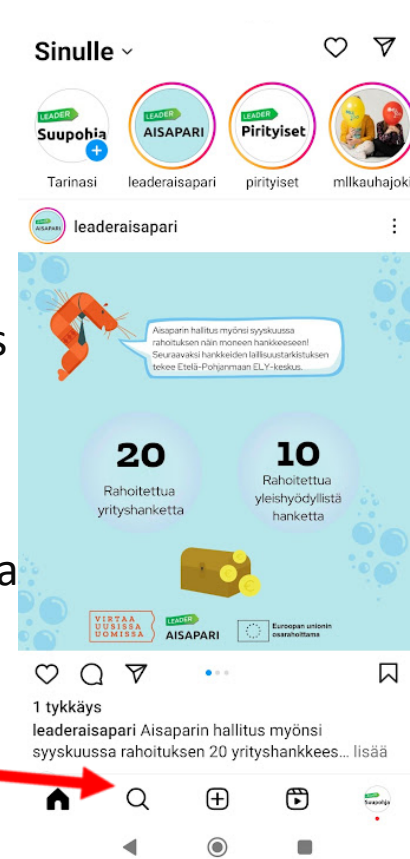 Sinulle
LEADER
Suupohja
LEADER
AISAPARI
LEADER
Pirityiset
Tarinasi
leaderaisapari
pirityiset
mllkauhajoki
LEADER
AISAPARI
leaderaisapari
s
Aisaparin hallitus myönsi syyskuussa
rahoituksen näin moneen hankkeeseen!
Seuraavaksi hankkeiden laillisuustarkistuksen
tekee Etelä-Pohjanmaan ELY-keskus.
20
Rahoitettua
yrityshanketta
10
Rahoitettua
yleishyödyllistä
hanketta
a
VIRTAA
UUSISSA
UOMISSA
LEADER
AISAPARI
Euroopan unionin
osarahoittama
1 tykkäys
leaderaisapari Aisaparin hallitus myönsi
syyskuussa rahoituksen 20 yrityshankkees... lisää
Suupohja